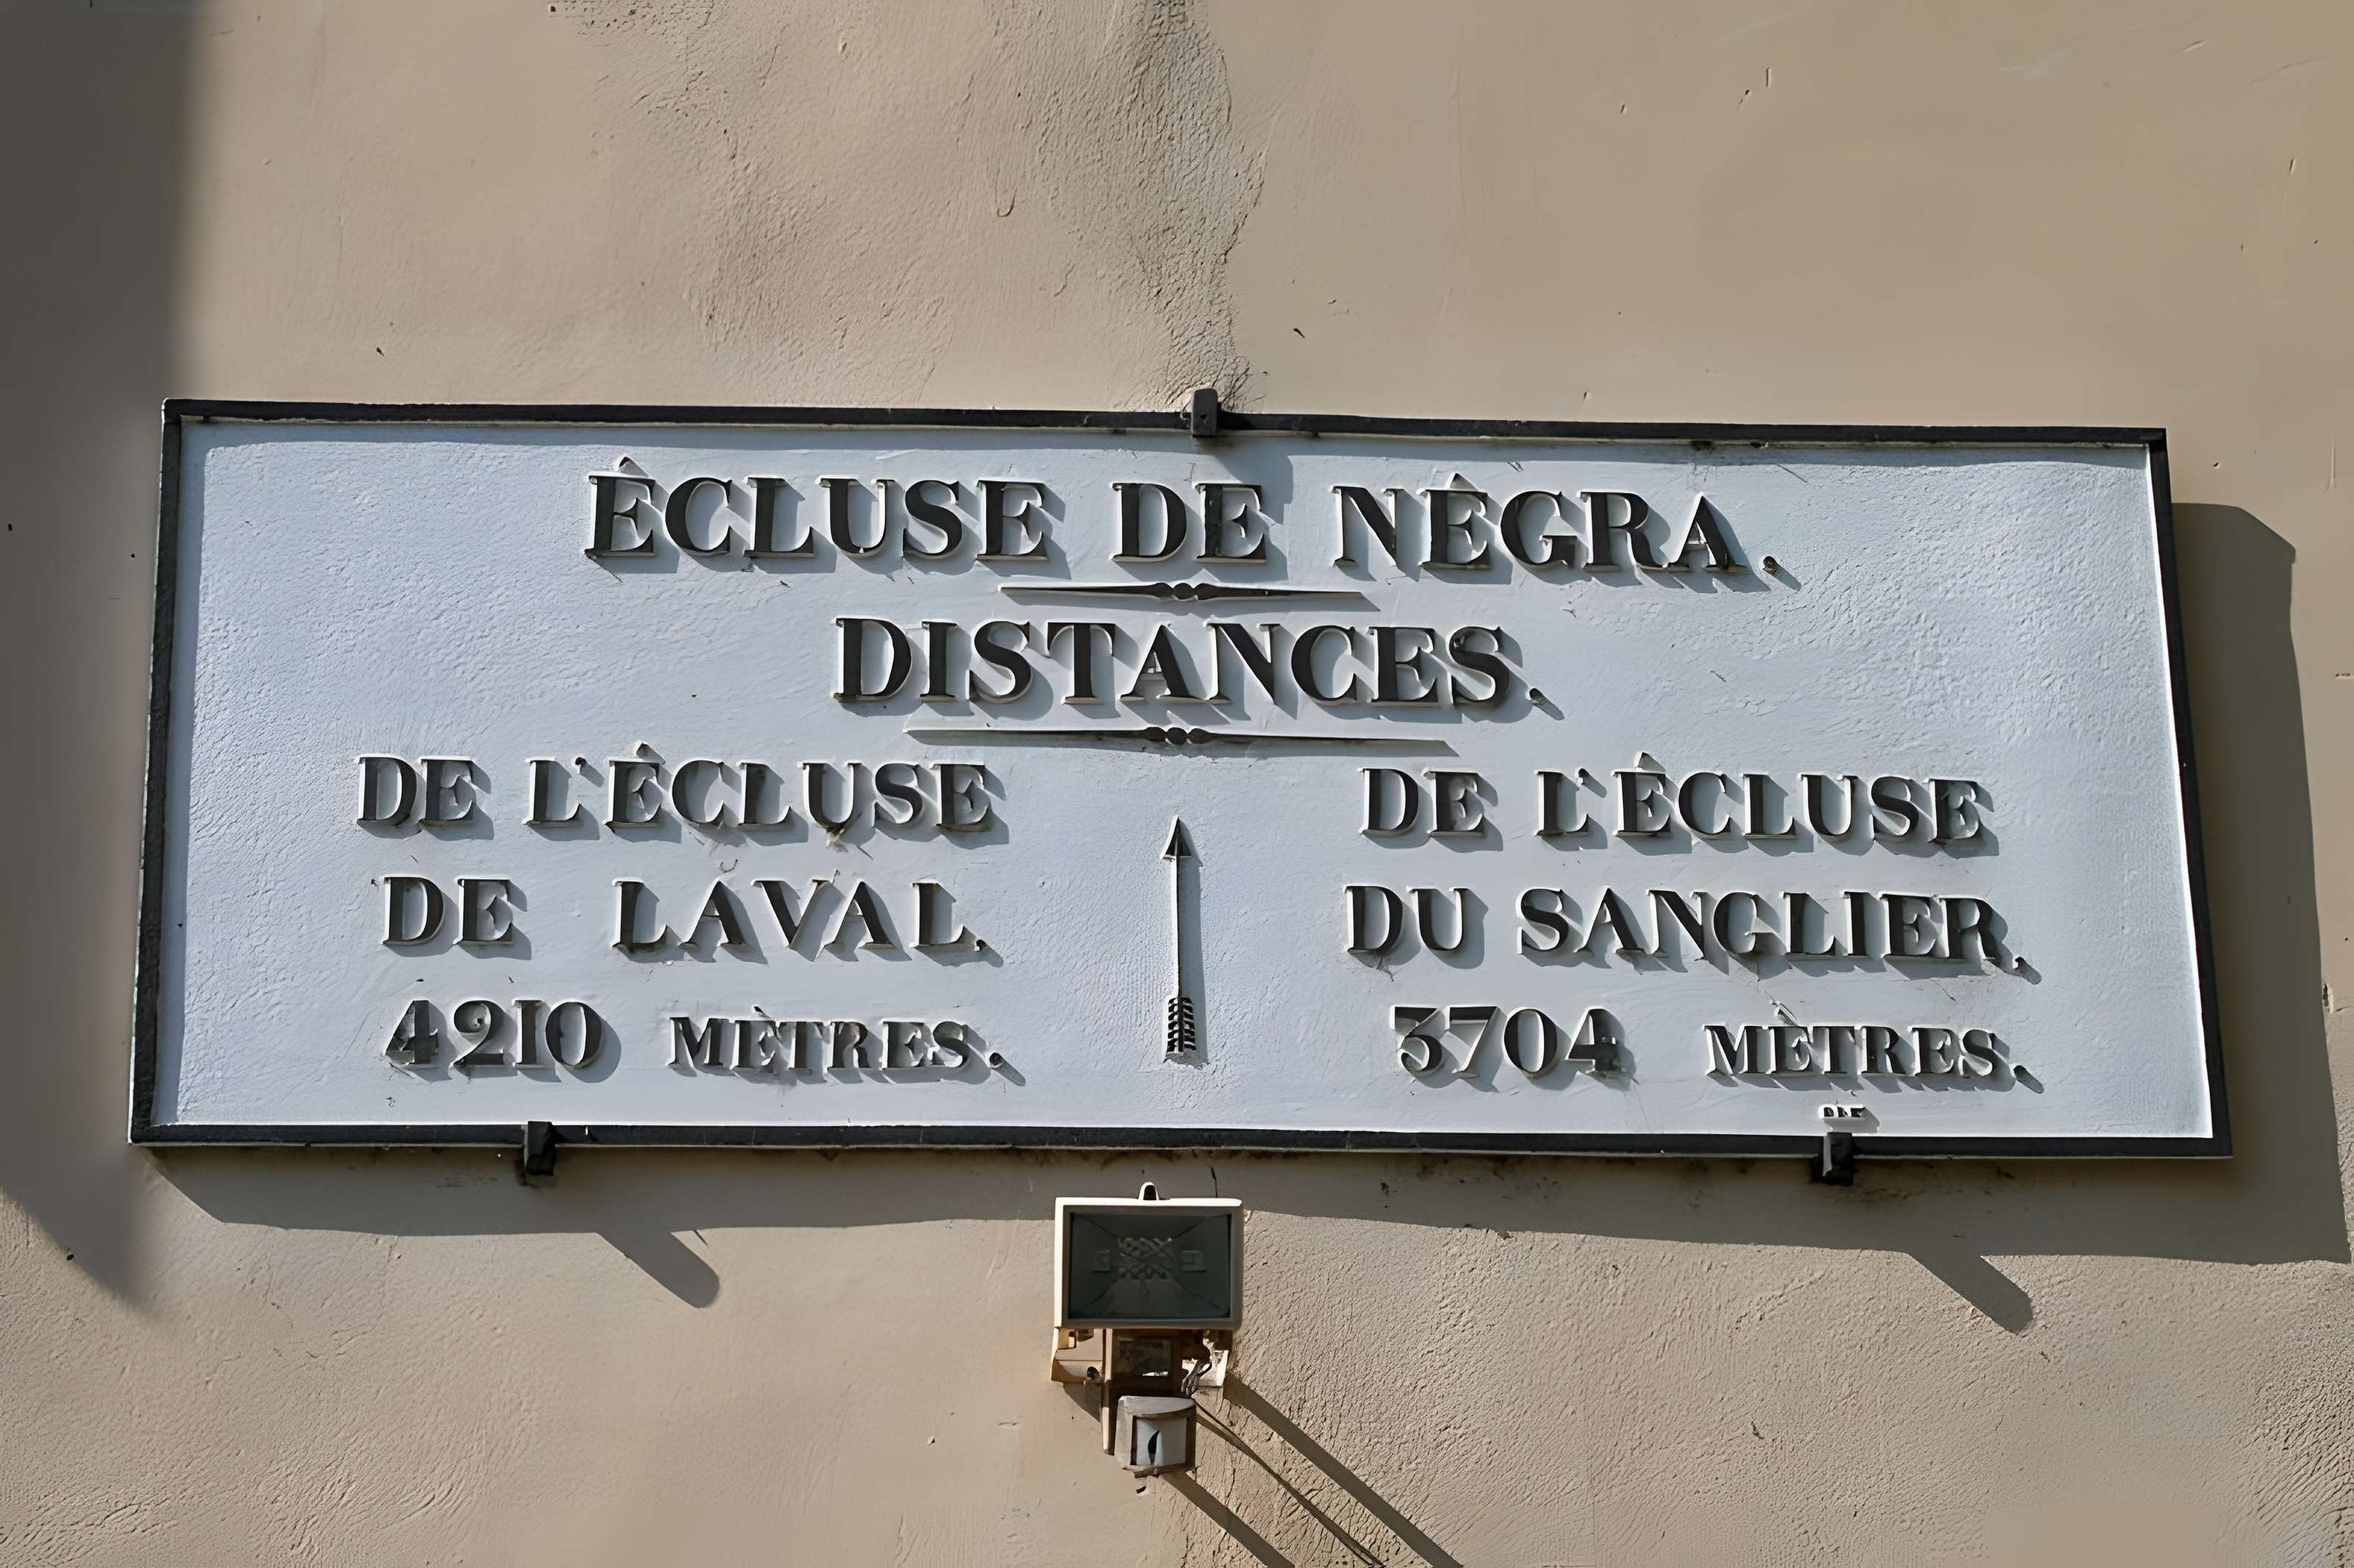 ÉCLUSE DE NÉGRA.
DISTANCES.
DE L'ÉCLUSE
DE LAVAL.
4210 MÈTRES.
DE L'ÉCLUSE
DU SANGLIER.
3704 MÈTRES.